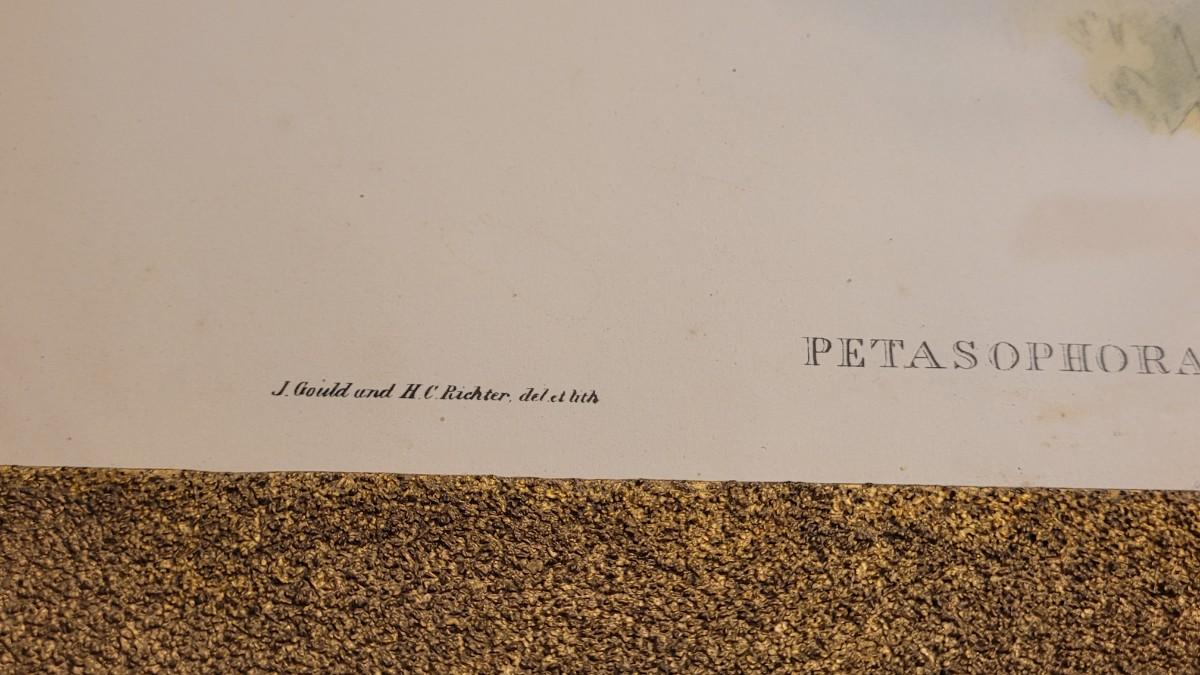 PETASOPHORA
J. Gould and H. C. Richter, del. et lith